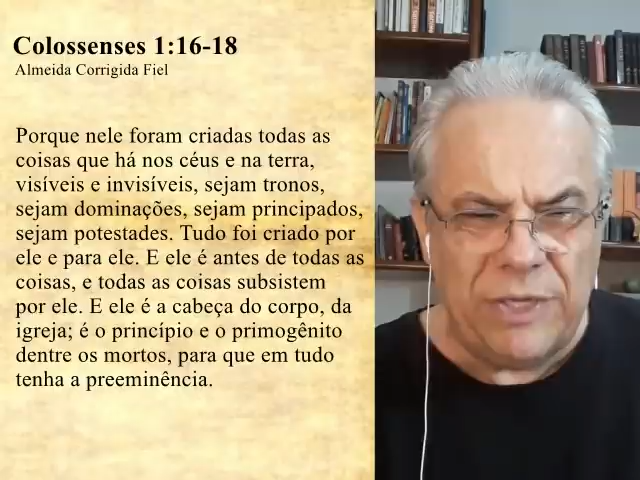 Colossenses 1:16-18
Almeida Corrigida Fiel
Porque nele foram criadas todas as
coisas que há nos céus e na terra,
visíveis e invisíveis, sejam tronos,
sejam dominações, sejam principados,
sejam potestades. Tudo foi criado por
ele e para ele. E ele é antes de todas as
coisas, e todas as coisas subsistem
por ele. E ele é a cabeça do corpo, da
igreja; é o princípio e o primogênito
dentre os mortos, para que em tudo
tenha a preeminência.